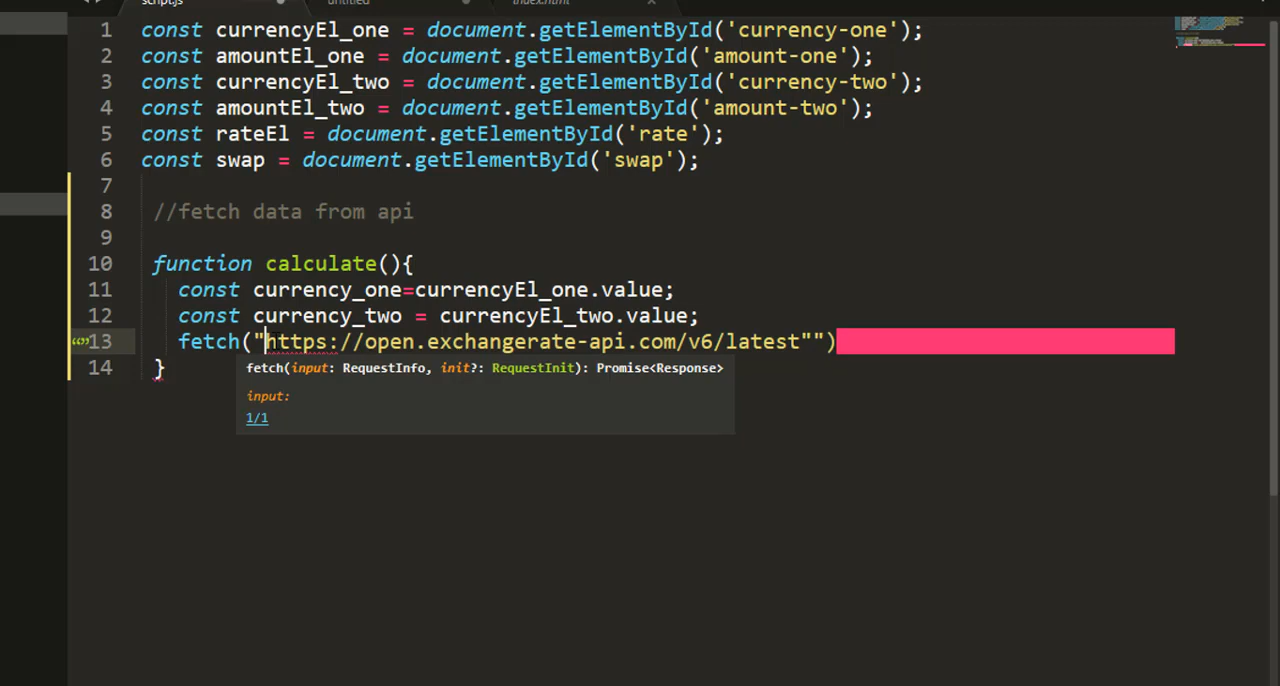 script.js untitled index.html
1 const currencyEl_one = document.getElementById('currency-one');
2 const amountEl_one = document.getElementById('amount-one');
3 const currencyEl_two = document.getElementById('currency-two');
4 const amountEl_two = document.getElementById('amount-two');
5 const rateEl = document.getElementById('rate');
6 const swap = document.getElementById('swap');
7
8 //fetch data from api
9
10 function calculate(){
11 const currency_one=currencyEl_one.value;
12 const currency_two = currencyEl_two.value;
13 fetch("https://open.exchangerate-api.com/v6/latest"")
14 }
fetch(input: RequestInfo, init?: RequestInit): Promise<Response>
input:
1/1